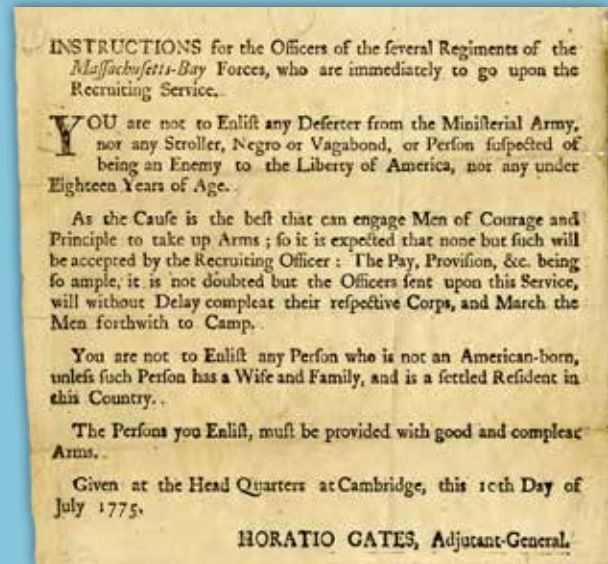 INSTRUCTIONS for the Officers of the ſeveral Regiments of the
Maſſachuſetts-Bay Forces, who are immediately to go upon the
Recruiting Service.
YOU are not to Enliſt any Deſerter from the Miniſterial Army,
nor any Stroller, Negro or Vagabond, or Perſon ſuſpected of
being an Enemy to the Liberty of America, nor any under
Eighteen Years of Age.
As the Cauſe is the beſt that can engage Men of Courage and
Principle to take up Arms ; ſo it is expected that none but ſuch will
be accepted by the Recruiting Officer : The Pay, Proviſion, &c. being
ſo ample, it is not doubted but the Officers ſent upon this Service,
will without Delay compleat their reſpective Corps, and March the
Men forthwith to Camp.
You are not to Enliſt any Perſon who is not an American-born,
unleſs ſuch Perſon has a Wife and Family, and is a ſettled Reſident in
this Country.
The Perſons you Enliſt, muſt be provided with good and compleat
Arms.
Given at the Head Quarters at Cambridge, this 10th Day of
July 1775.
HORATIO GATES, Adjutant-General.